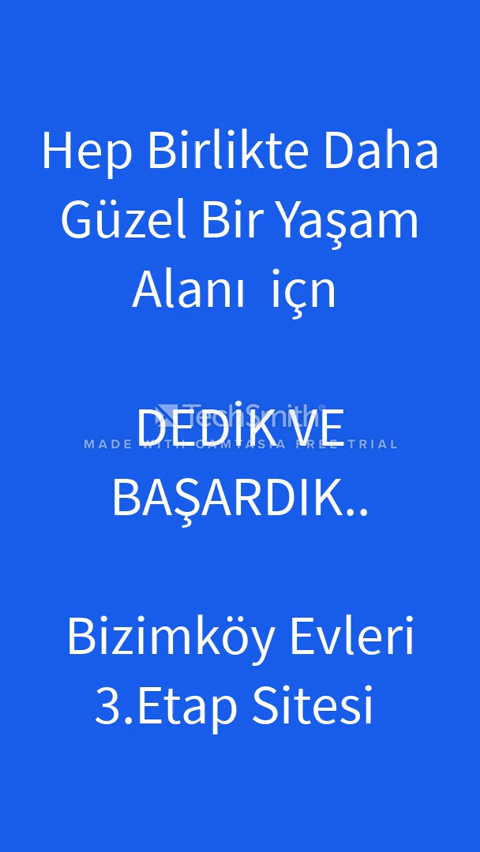 Hep Birlikte Daha
Güzel Bir Yaşam
Alanı  içn
TechSmith
DEDİK VE
MADE WITH CAMTASIA FREE TRIAL
BAŞARDIK..
Bizimköy Evleri
3.Etap Sitesi